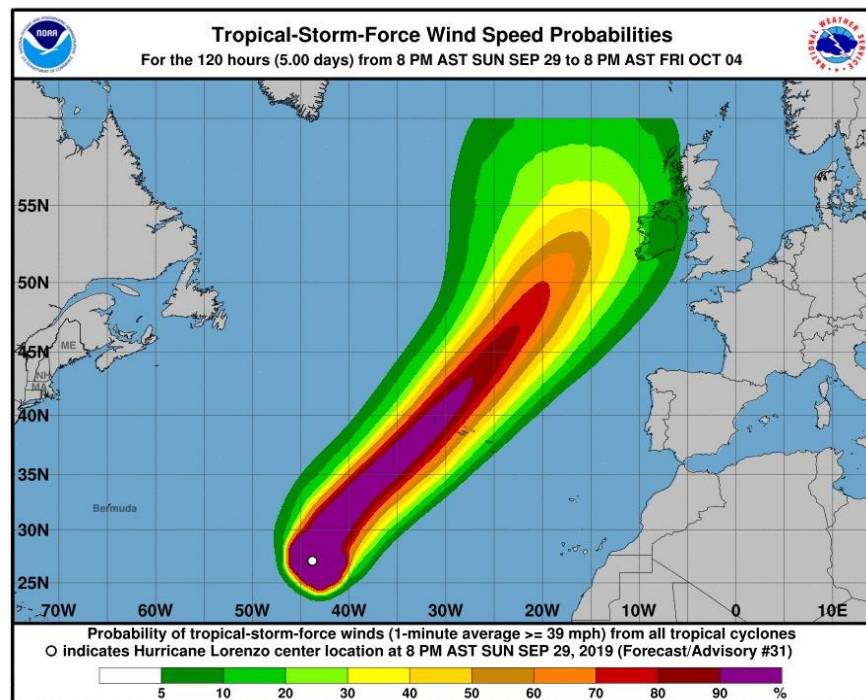 Tropical-Storm-Force Wind Speed Probabilities
For the 120 hours (5.00 days) from 8 PM AST SUN SEP 29 to 8 PM AST FRI OCT 04
NOAA
NATIONAL WEATHER SERVICE
55N
50N
45N
ME
NH
MA
40N
35N
Bermuda
30N
25N
70W 60W 50W 40W 30W 20W 10W 0 10E
Probability of tropical-storm-force winds (1-minute average >= 39 mph) from all tropical cyclones
indicates Hurricane Lorenzo center location at 8 PM AST SUN SEP 29, 2019 (Forecast/Advisory #31)
5 10 20 30 40 50 60 70 80 90 %